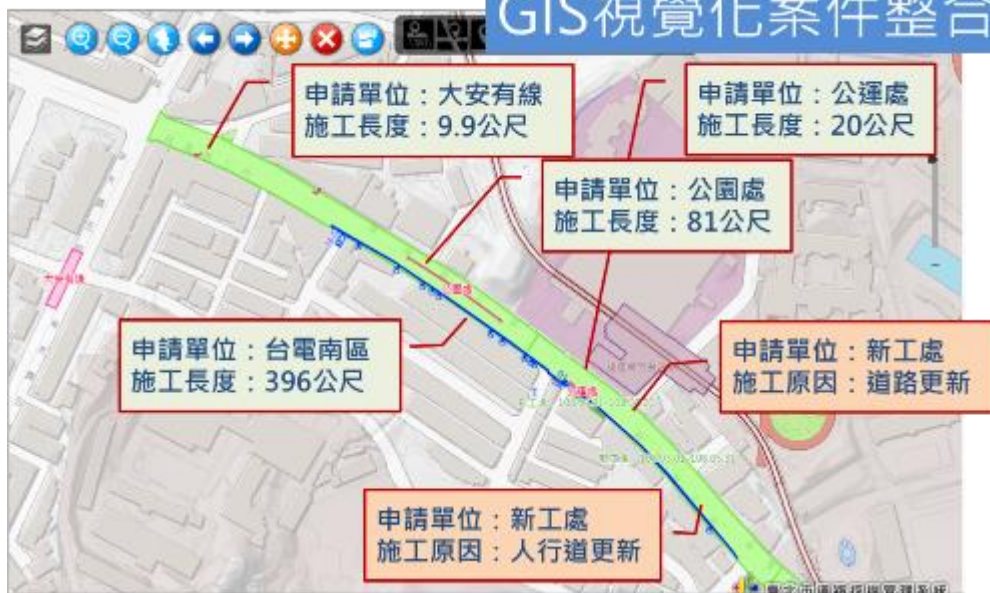 GIS視覺化案件整合
申請單位：大安有線
施工長度：9.9公尺
申請單位：公運處
施工長度：20公尺
申請單位：公園處
施工長度：81公尺
公園處
申請單位：台電南區
施工長度：396公尺
申請單位：新工處
施工原因：道路更新
申請單位：新工處
施工原因：人行道更新